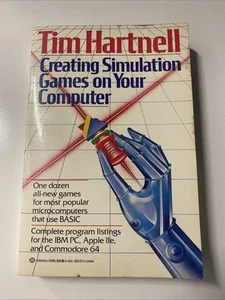 Tim Hartnell
Creating Simulation
Games on Your
Computer
One dozen
all-new games
for most popular
microcomputers
that use BASIC
Complete program listings
for the IBM PC, Apple IIe,
and Commodore 64